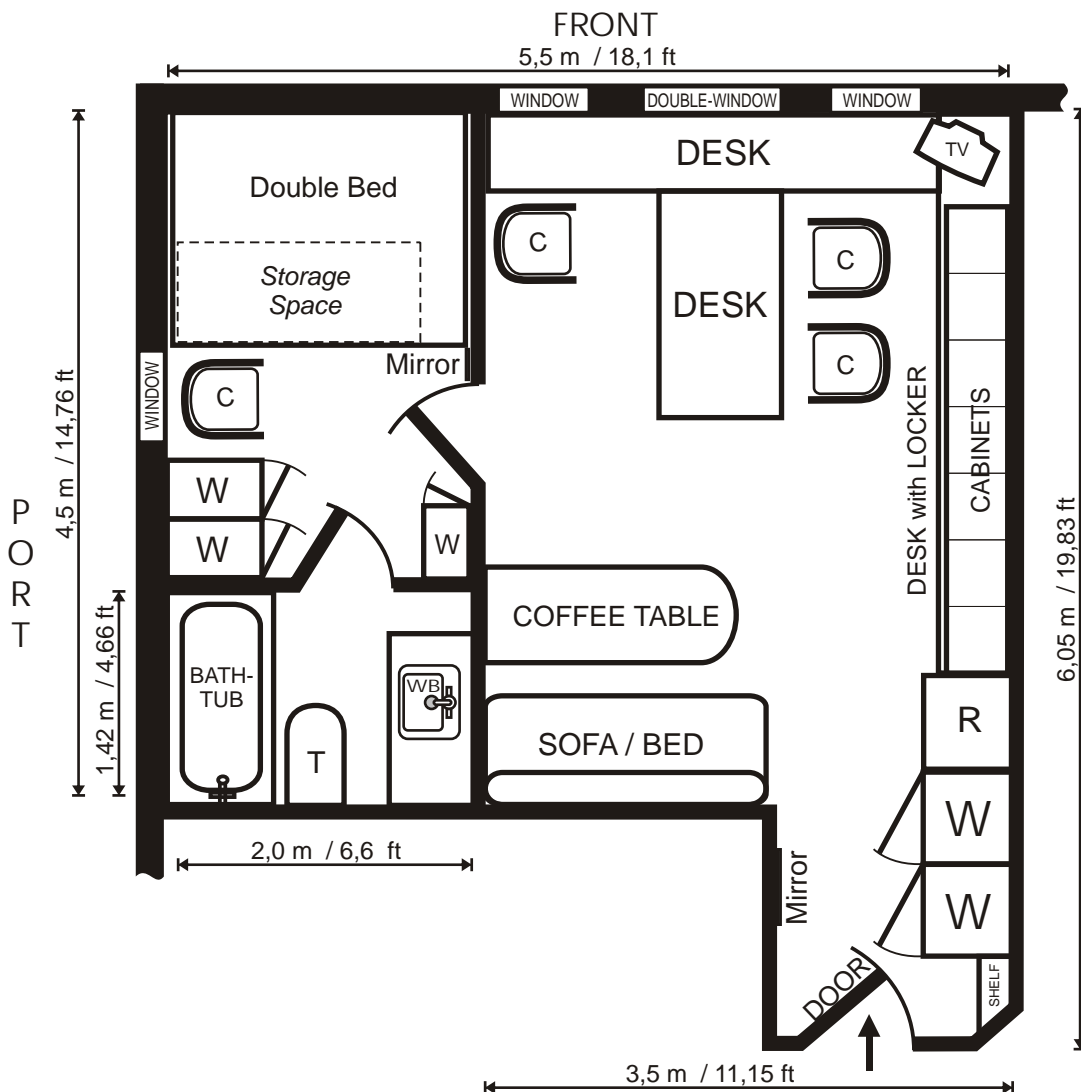 FRONT
5,5 m / 18,1 ft
WINDOW
DOUBLE-WINDOW
WINDOW
DESK
TV
Double Bed
Storage
Space
C
C
DESK
C
Mirror
WINDOW
C
4,5 m / 14,76 ft
PORT
DESK with LOCKER
CABINETS
6,05 m / 19,83 ft
W
W
W
COFFEE TABLE
1,42 m / 4,66 ft
BATH-
TUB
WB
T
SOFA / BED
R
W
W
2,0 m / 6,6 ft
Mirror
DOOR
SHELF
3,5 m / 11,15 ft